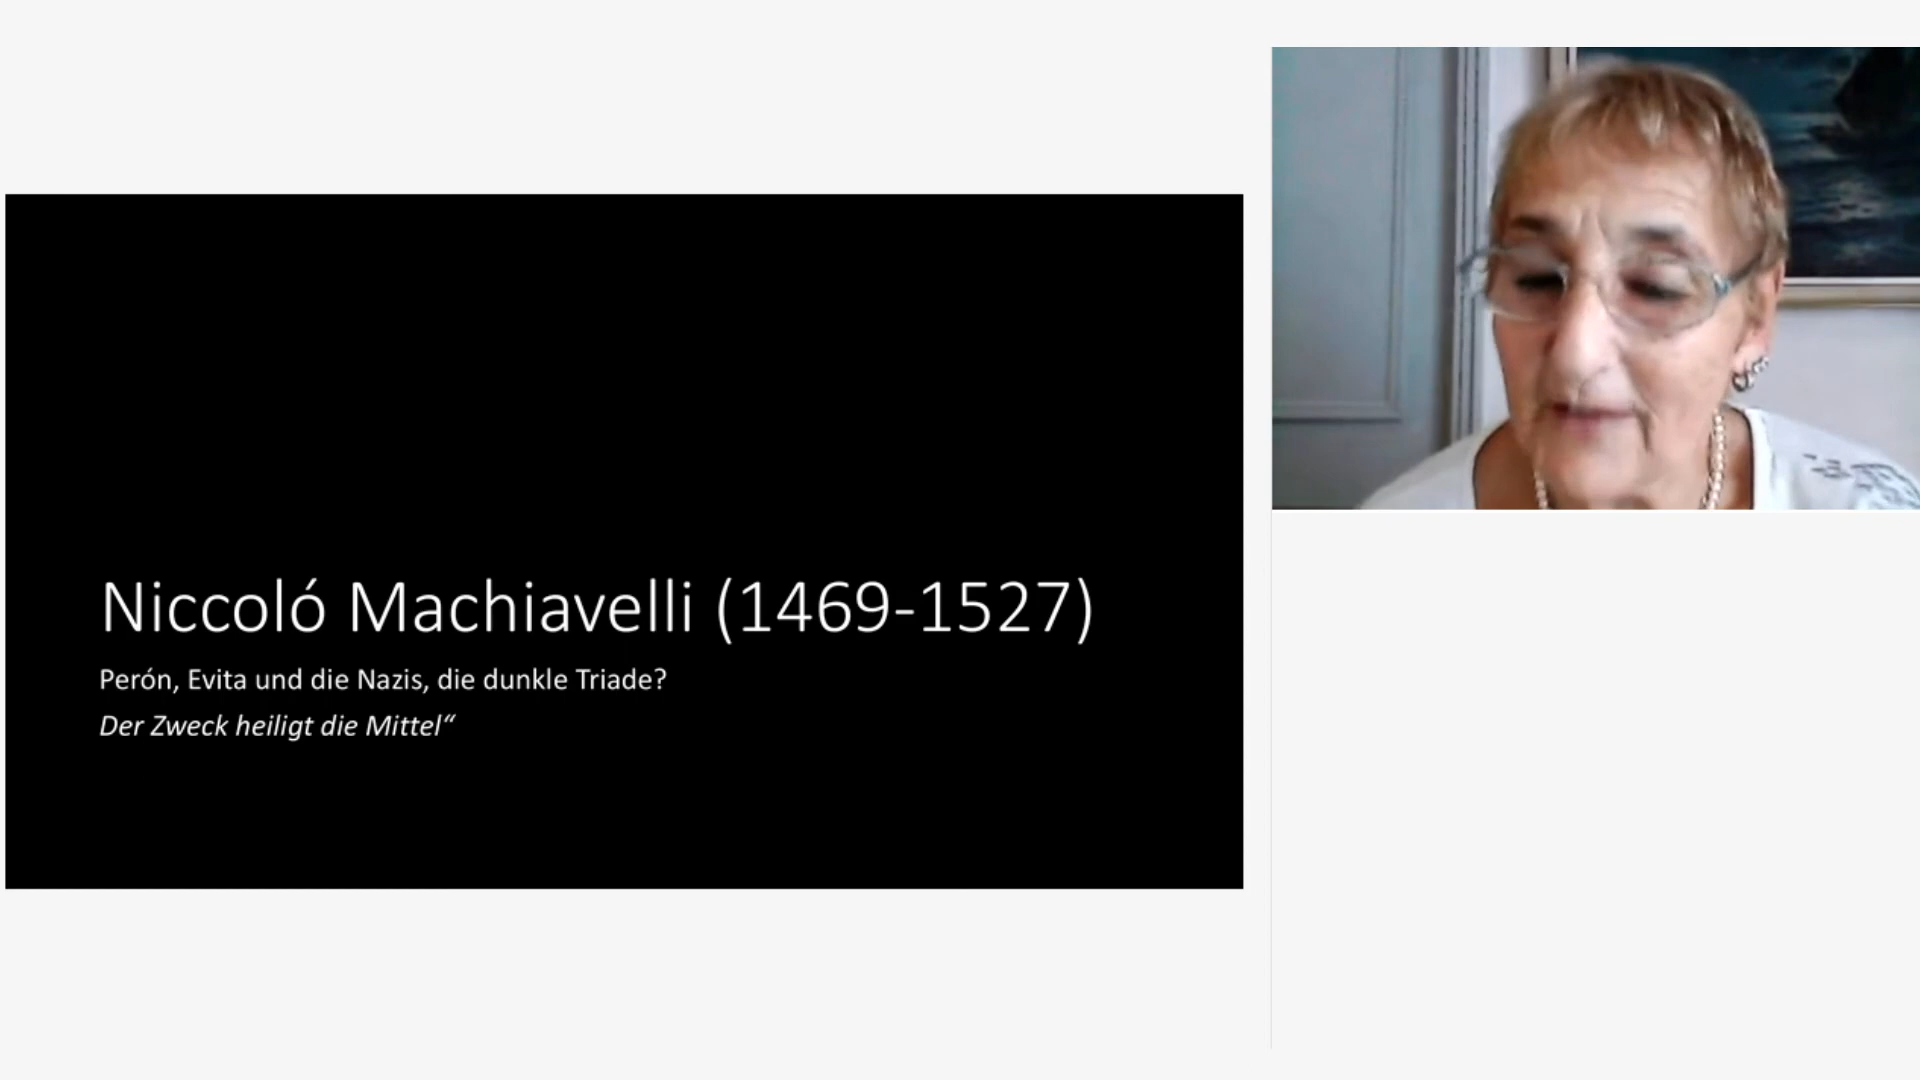 Niccoló Machiavelli (1469-1527)
Perón, Evita und die Nazis, die dunkle Triade?
Der Zweck heiligt die Mittel“